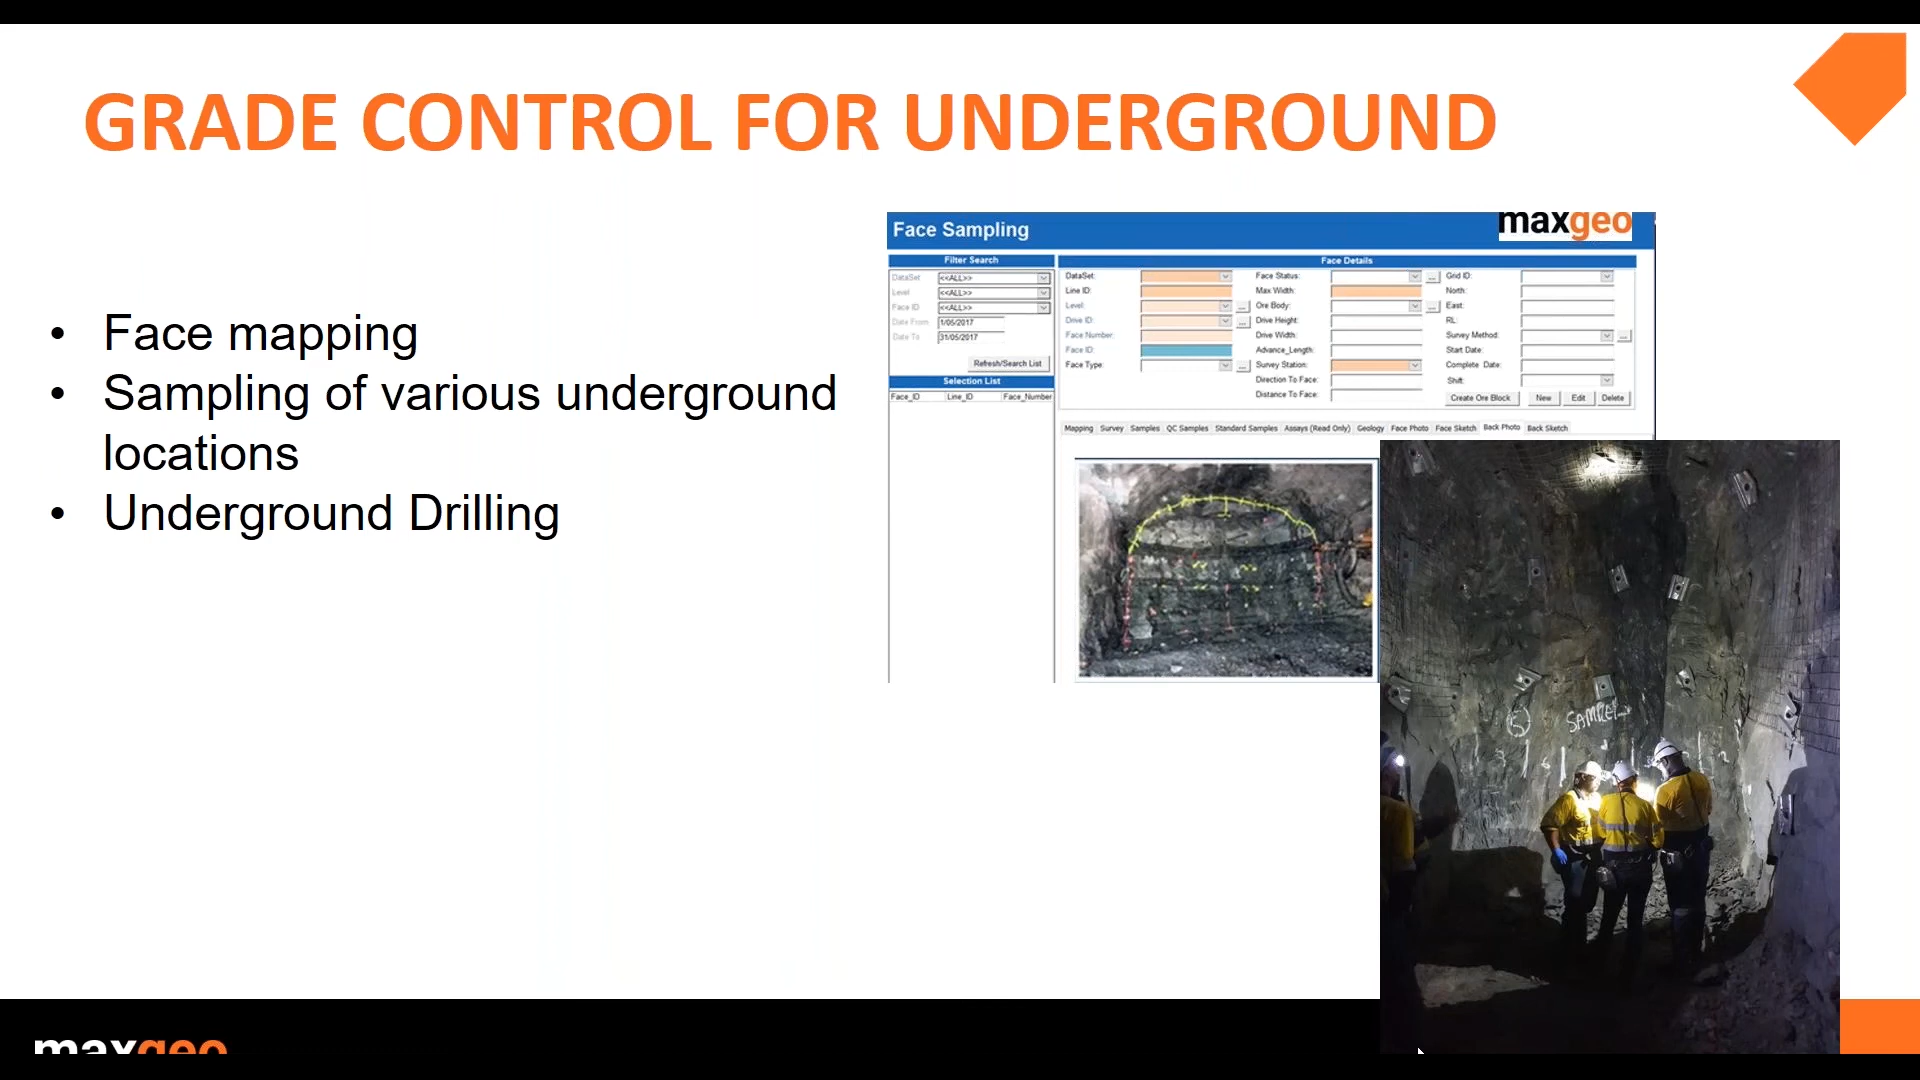 GRADE CONTROL FOR UNDERGROUND
• Face mapping
• Sampling of various underground
locations
• Underground Drilling
Face Sampling
maxgeo
Filter Search
DataSet <<ALL>>
Level <<ALL>>
Face ID <<ALL>>
Date From 1/05/2017
Date To 31/05/2017
Refresh/Search List
Selection List
Face_ID Line_ID Face_Number
Face Details
DataSet: Face Status: ... Grid ID:
Line ID: Max Width: North:
Level: ... Ore Body: ... East:
Drive ID: ... Drive Height: RL:
Face Number: Drive Width: Survey Method: ...
Face ID: Advance_Length: Start Date:
Face Type: ... Survey Station: Complete Date:
Direction To Face: Shift:
Distance To Face: Create Ore Block New Edit Delete
Mapping Survey Samples QC Samples Standard Samples Assays (Read Only) Geology Face Photo Face Sketch Back Photo Back Sketch
5
maxgeo